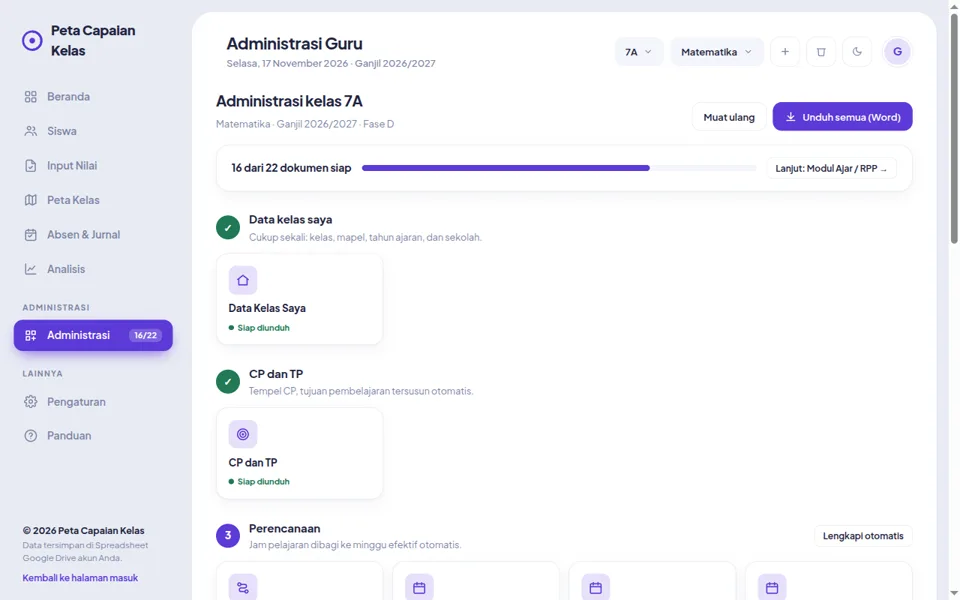 Peta Capaian
Kelas
Beranda
Siswa
Input Nilai
Peta Kelas
Absen & Jurnal
Analisis
ADMINISTRASI
Administrasi 16/22
LAINNYA
Pengaturan
Panduan
© 2026 Peta Capaian Kelas
Data tersimpan di Spreadsheet
Google Drive akun Anda.
Kembali ke halaman masuk
Administrasi Guru
Selasa, 17 November 2026 · Ganjil 2026/2027
7A
Matematika
G
Administrasi kelas 7A
Matematika · Ganjil 2026/2027 · Fase D
Muat ulang
Unduh semua (Word)
16 dari 22 dokumen siap
Lanjut: Modul Ajar / RPP →
Data kelas saya
Cukup sekali: kelas, mapel, tahun ajaran, dan sekolah.
Data Kelas Saya
Siap diunduh
CP dan TP
Tempel CP, tujuan pembelajaran tersusun otomatis.
CP dan TP
Siap diunduh
3
Perencanaan
Jam pelajaran dibagi ke minggu efektif otomatis.
Lengkapi otomatis